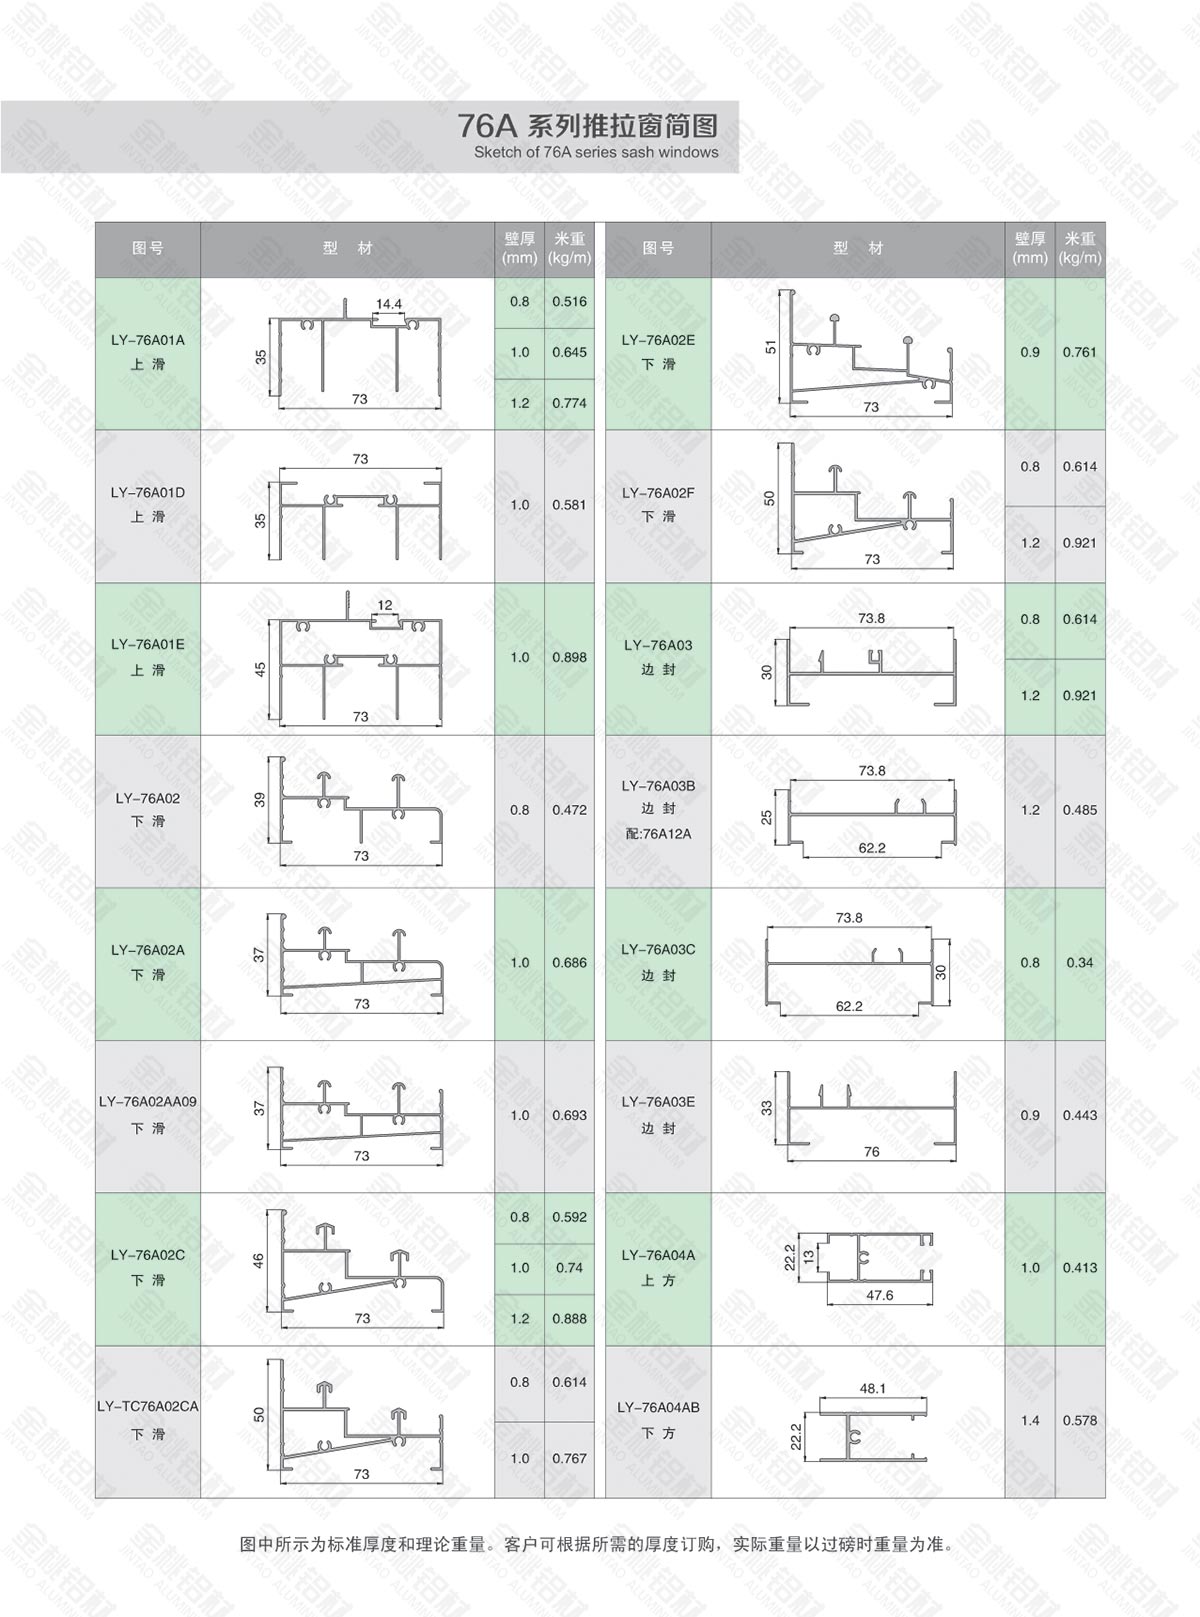 76A 系列推拉窗简图
Sketch of 76A series sash windows
图号 型 材 壁厚(mm) 米重(kg/m) 图号 型 材 壁厚(mm) 米重(kg/m)
LY-76A01A
上 滑
14.4
35
73
0.8 0.516
1.0 0.645
1.2 0.774
LY-76A01D
上 滑
73
35
1.0 0.581
LY-76A01E
上 滑
12
45
73
1.0 0.898
LY-76A02
下 滑
39
73
0.8 0.472
LY-76A02A
下 滑
37
73
1.0 0.686
LY-76A02AA09
下 滑
37
73
1.0 0.693
LY-76A02C
下 滑
46
73
0.8 0.592
1.0 0.74
1.2 0.888
LY-TC76A02CA
下 滑
50
73
0.8 0.614
1.0 0.767
LY-76A02E
下 滑
51
73
0.9 0.761
LY-76A02F
下 滑
50
73
0.8 0.614
1.2 0.921
LY-76A03
边 封
73.8
30
0.8 0.614
1.2 0.921
LY-76A03B
边 封
配:76A12A
73.8
25
62.2
1.2 0.485
LY-76A03C
边 封
73.8
30
62.2
0.8 0.34
LY-76A03E
边 封
33
76
0.9 0.443
LY-76A04A
上 方
22.2
13
47.6
1.0 0.413
LY-76A04AB
下 方
48.1
22.2
1.4 0.578
图中所示为标准厚度和理论重量。客户可根据所需的厚度订购，实际重量以过磅时重量为准。
金桃铝材
JINTAO ALUMINIUM